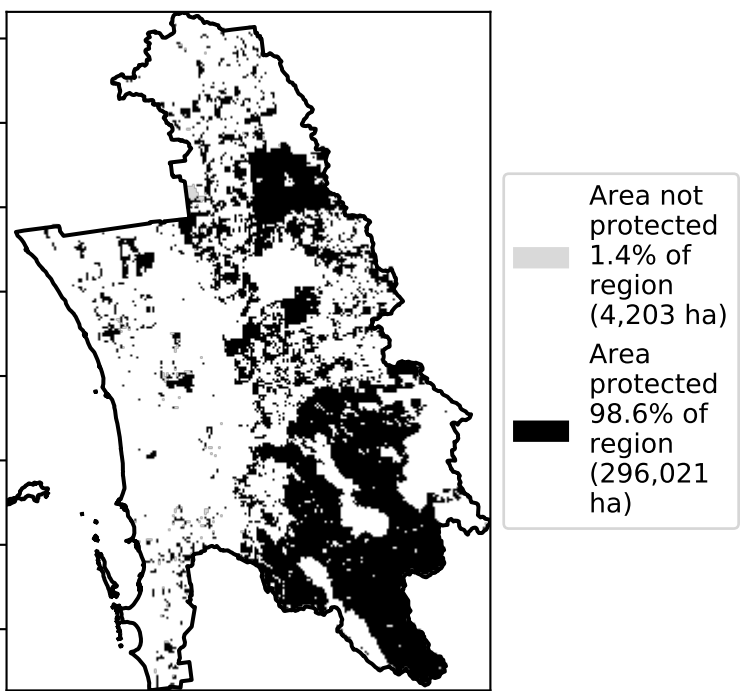 Area not
protected
1.4% of
region
(4,203 ha)
Area
protected
98.6% of
region
(296,021
ha)